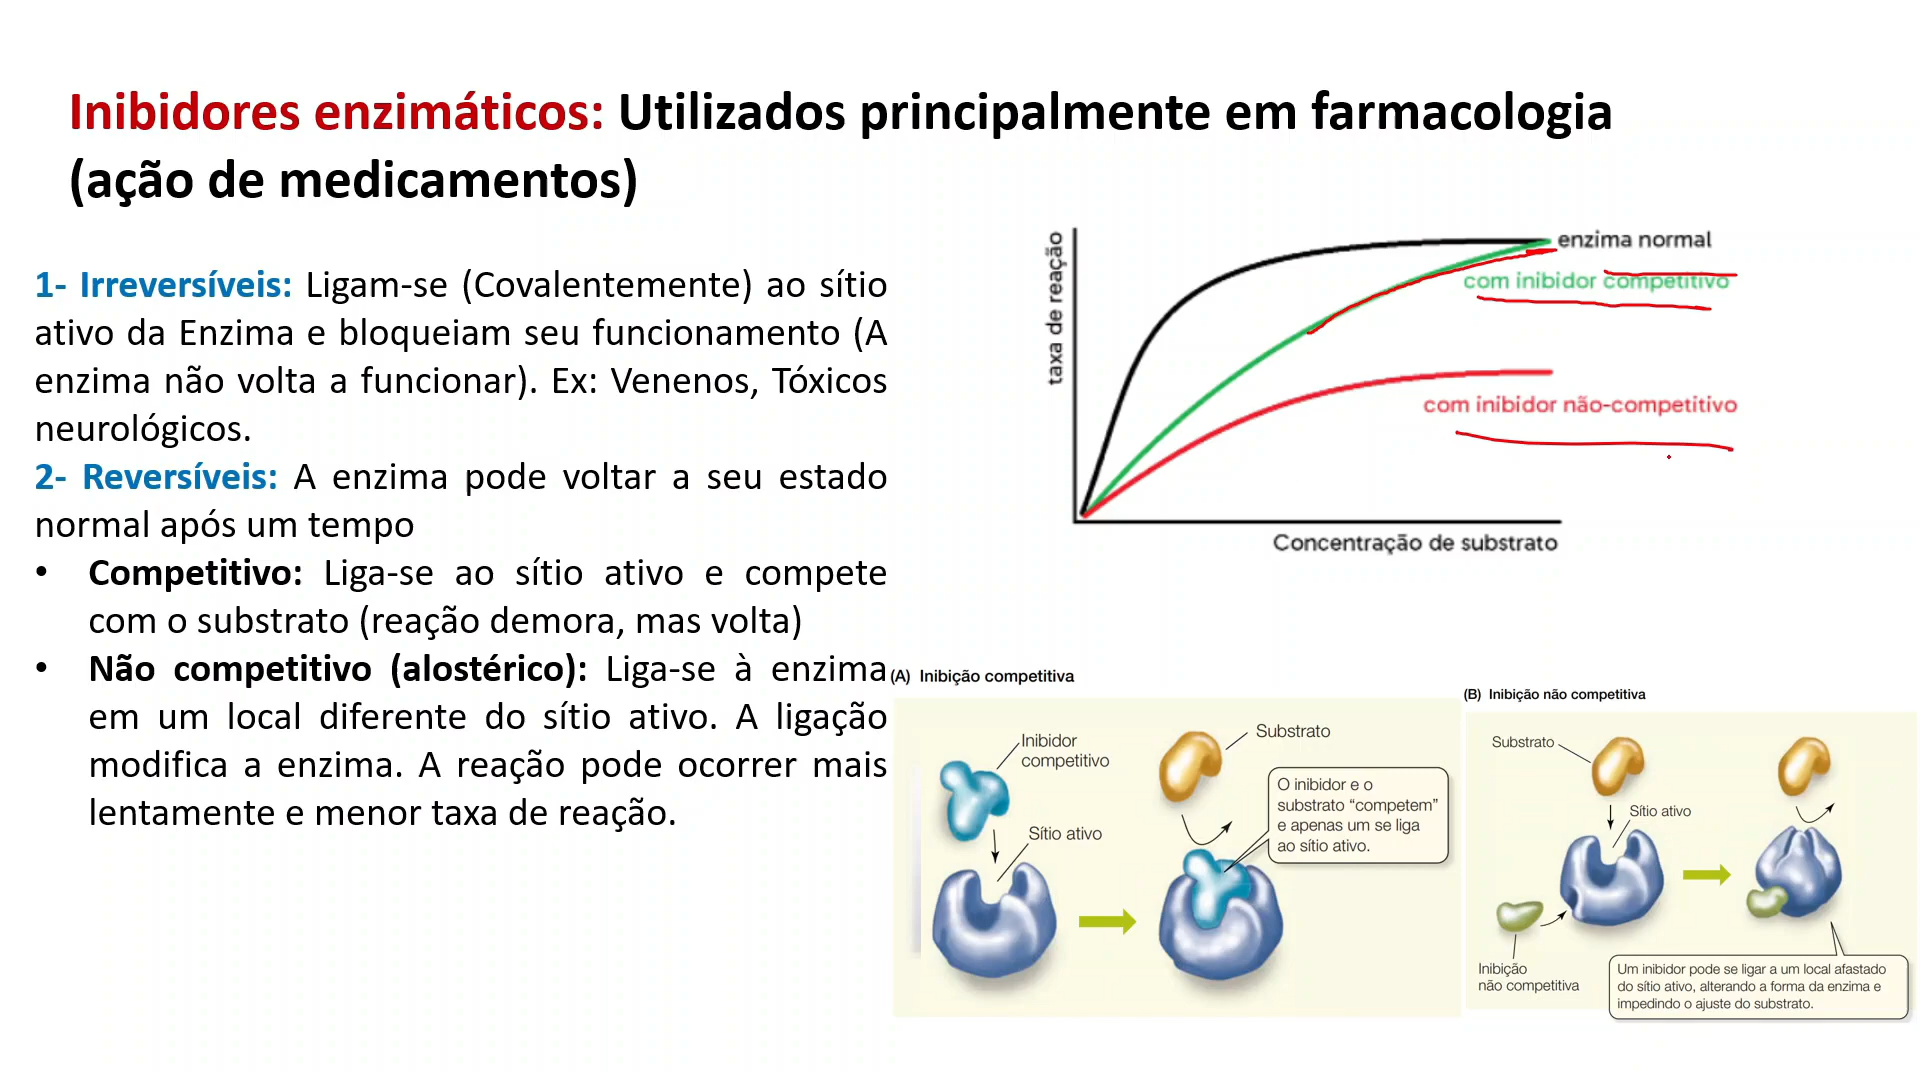 Inibidores enzimáticos: Utilizados principalmente em farmacologia
(ação de medicamentos)
1- Irreversíveis: Ligam-se (Covalentemente) ao sítio
ativo da Enzima e bloqueiam seu funcionamento (A
enzima não volta a funcionar). Ex: Venenos, Tóxicos
neurológicos.
2- Reversíveis: A enzima pode voltar a seu estado
normal após um tempo
• Competitivo: Liga-se ao sítio ativo e compete
com o substrato (reação demora, mas volta)
• Não competitivo (alostérico): Liga-se à enzima
em um local diferente do sítio ativo. A ligação
modifica a enzima. A reação pode ocorrer mais
lentamente e menor taxa de reação.
taxa de reação
enzima normal
com inibidor competitivo
com inibidor não-competitivo
Concentração de substrato
(A) Inibição competitiva
Inibidor
competitivo
Substrato
O inibidor e o
substrato “competem”
e apenas um se liga
ao sítio ativo.
Sítio ativo
(B) Inibição não competitiva
Substrato
Sítio ativo
Inibição
não competitiva
Um inibidor pode se ligar a um local afastado
do sítio ativo, alterando a forma da enzima e
impedindo o ajuste do substrato.